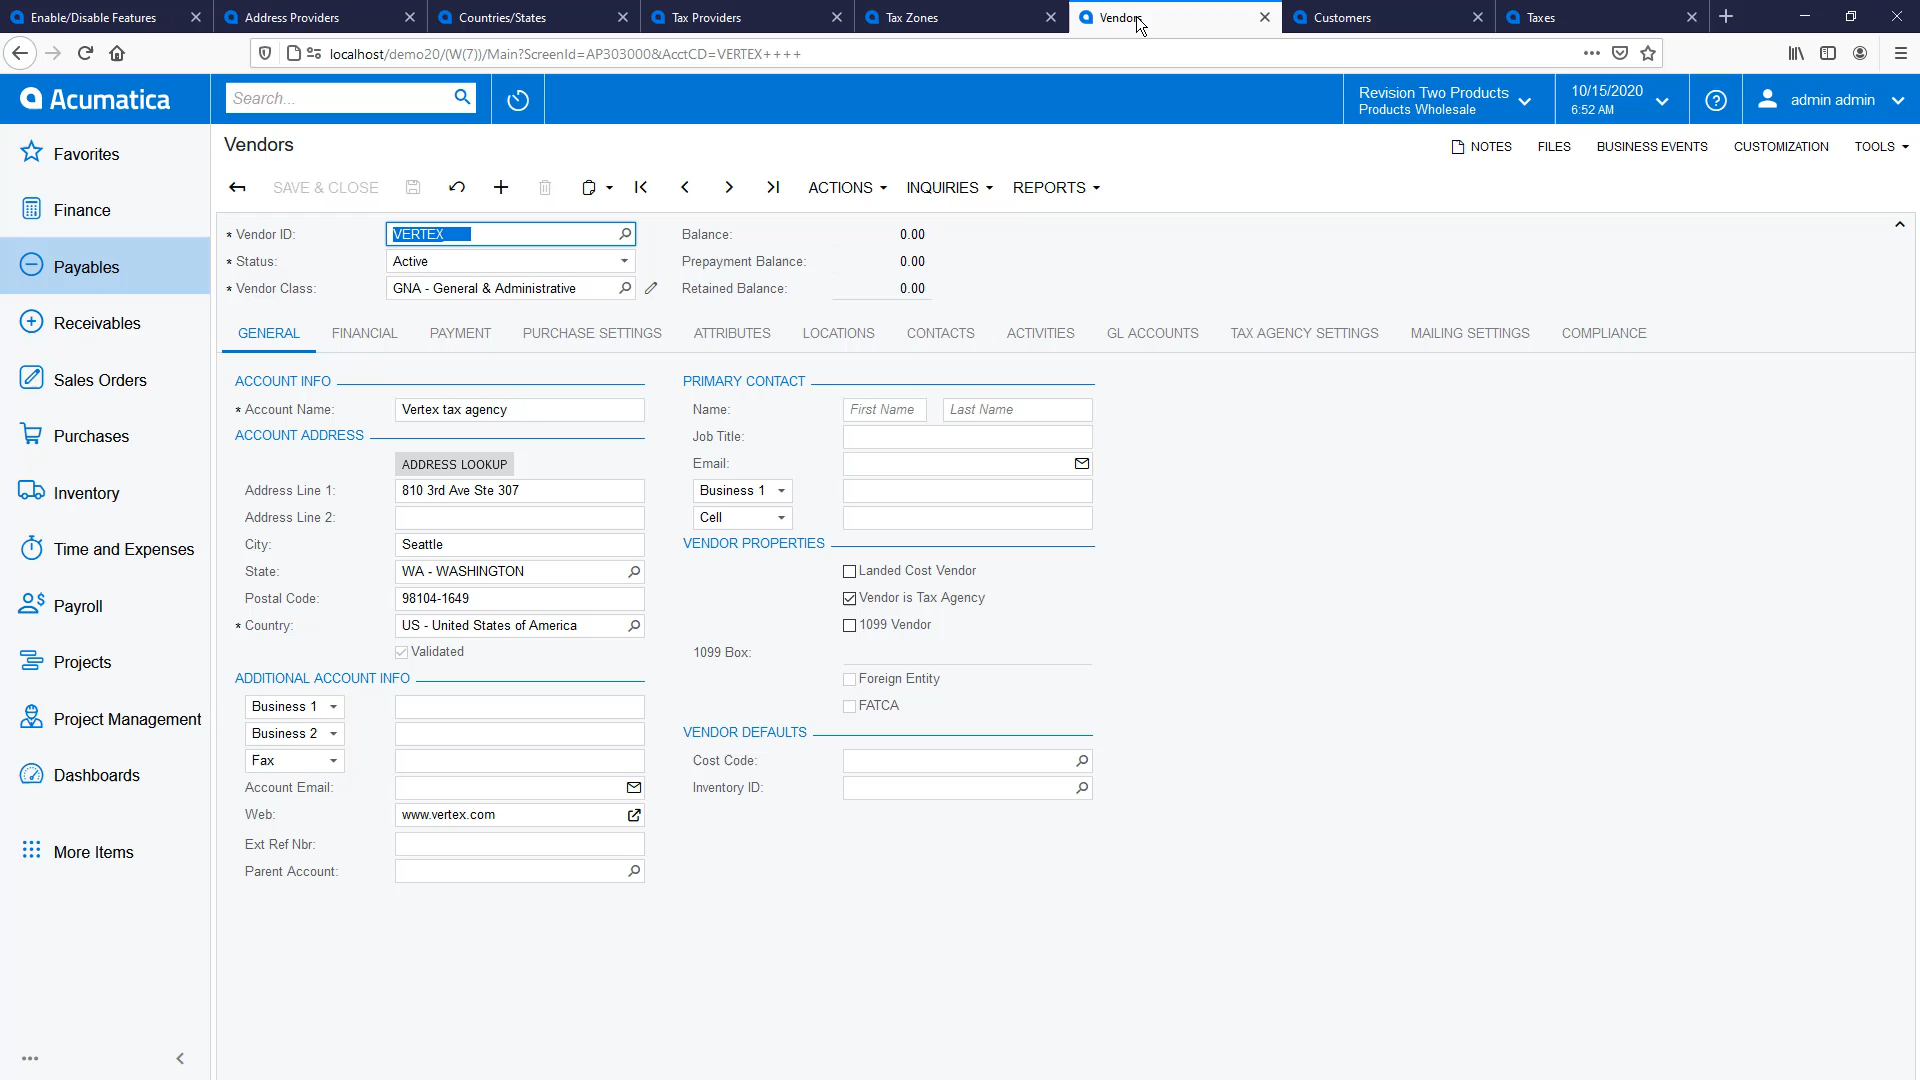 Enable/Disable Features
Address Providers
Countries/States
Tax Providers
Tax Zones
Vendors
Customers
Taxes
localhost/demo20/(W(7))/Main?ScreenId=AP303000&AcctCD=VERTEX++++
Acumatica
Search...
Revision Two Products
Products Wholesale
10/15/2020
6:52 AM
admin admin
Favorites
Finance
Payables
Receivables
Sales Orders
Purchases
Inventory
Time and Expenses
Payroll
Projects
Project Management
Dashboards
More Items
Vendors
NOTES FILES BUSINESS EVENTS CUSTOMIZATION TOOLS
SAVE & CLOSE ACTIONS INQUIRIES REPORTS
* Vendor ID: VERTEX
* Status: Active
* Vendor Class: GNA - General & Administrative
Balance: 0.00
Prepayment Balance: 0.00
Retained Balance: 0.00
GENERAL FINANCIAL PAYMENT PURCHASE SETTINGS ATTRIBUTES LOCATIONS CONTACTS ACTIVITIES GL ACCOUNTS TAX AGENCY SETTINGS MAILING SETTINGS COMPLIANCE
ACCOUNT INFO
* Account Name: Vertex tax agency
ACCOUNT ADDRESS
ADDRESS LOOKUP
Address Line 1: 810 3rd Ave Ste 307
Address Line 2:
City: Seattle
State: WA - WASHINGTON
Postal Code: 98104-1649
* Country: US - United States of America
Validated
ADDITIONAL ACCOUNT INFO
Business 1
Business 2
Fax
Account Email:
Web: www.vertex.com
Ext Ref Nbr:
Parent Account:
PRIMARY CONTACT
Name: First Name Last Name
Job Title:
Email:
Business 1
Cell
VENDOR PROPERTIES
Landed Cost Vendor
Vendor is Tax Agency
1099 Vendor
1099 Box:
Foreign Entity
FATCA
VENDOR DEFAULTS
Cost Code:
Inventory ID: